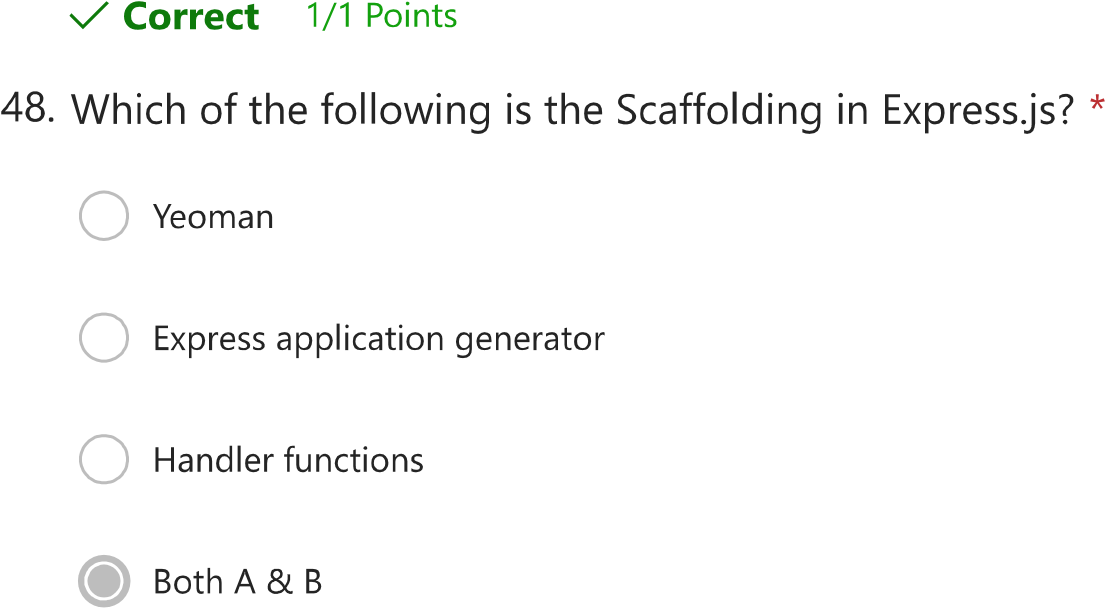 Correct 1/1 Points
48. Which of the following is the Scaffolding in Express.js? *
Yeoman
Express application generator
Handler functions
Both A & B